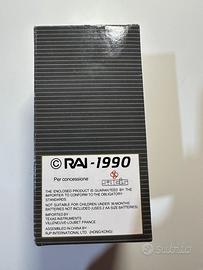 © RAI-1990
Per concessione SACIS
THE ENCLOSED PRODUCT IS GUARANTEED BY THE
IMPORTER TO CONFORM TO THE OBLIGATORY
STANDARDS.
NOT SUITABLE FOR CHILDREN UNDER 36 MONTHS
BATTERIES NOT INCLUDED (USES 2 AA SIZE BATTERIES).
IMPORTED BY
TEXAS INSTRUMENTS
VILLENEUVE-LOUBET FRANCE
ASSEMBLED IN CHINA BY
RJP INTERNATIONAL LTD. (HONG KONG)
subito